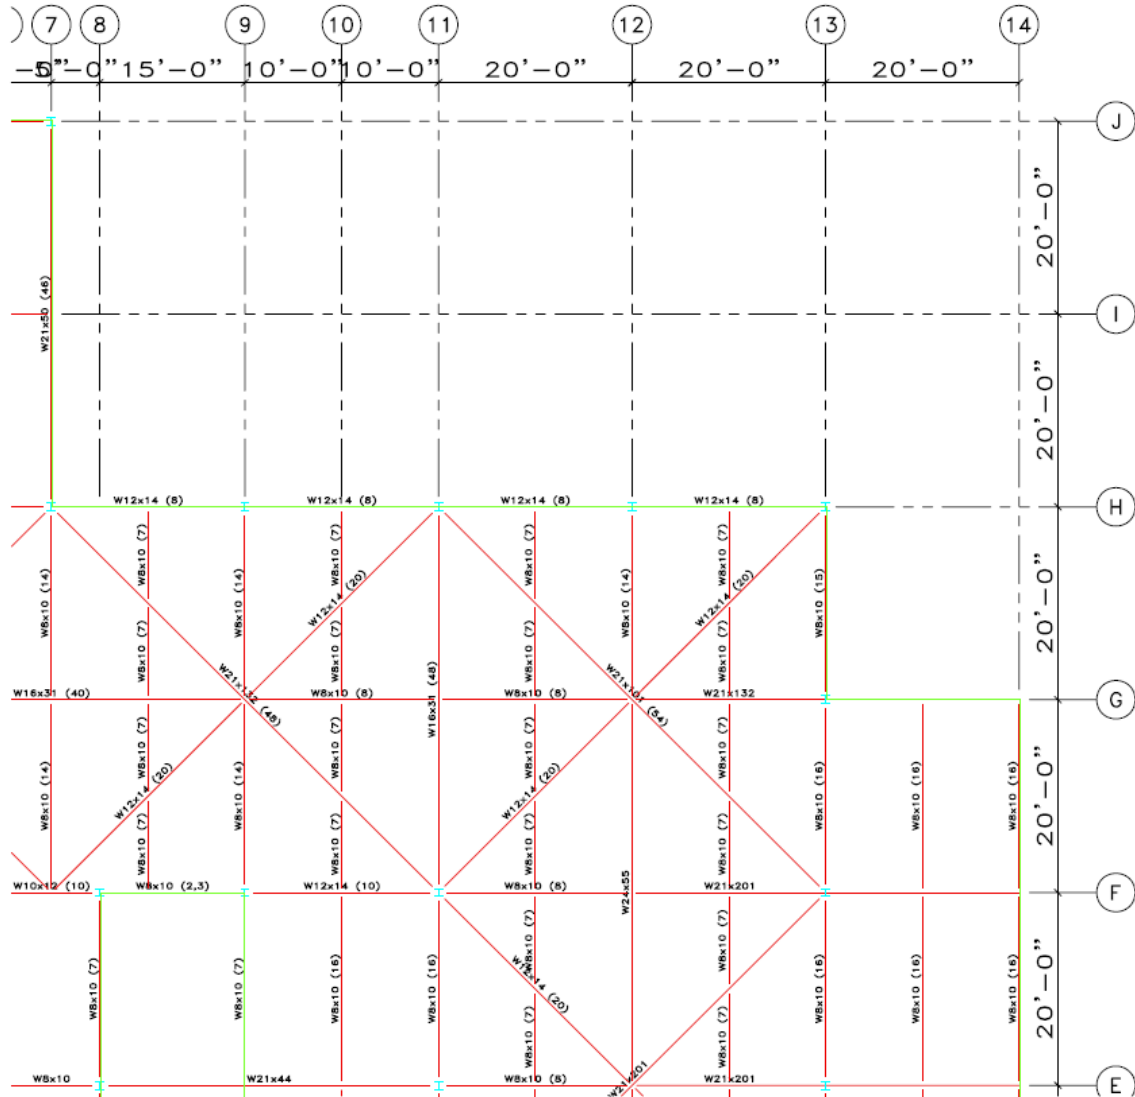 7 8 9 10 11 12 13 14
15'-0" 10'-0" 10'-0" 20'-0" 20'-0" 20'-0"
J
20'-0"
W21x50 (46)
I
20'-0"
W12x14 (8) W12x14 (8) W12x14 (8) W12x14 (8)
H
W8x10 (7) W8x10 (7) W8x10 (7) W8x10 (7)
W8x10 (14) W12x14 (20) W8x10 (14) W8x10 (14) W12x14 (20) W8x10 (15)
20'-0"
W8x10 (7) W8x10 (7) W8x10 (7) W8x10 (7)
W21x132 (48) W16x31 (48)
W16x31 (40) W8x10 (8) W8x10 (8) W21x132
G
W8x10 (7) W8x10 (7) W8x10 (7) W8x10 (7)
W8x10 (14) W12x14 (20) W8x10 (14) W12x14 (20) W8x10 (16) W8x10 (16) W8x10 (16)
20'-0"
W8x10 (7) W8x10 (7) W8x10 (7) W8x10 (7)
W10x12 (10) W8x10 (2,3) W12x14 (10) W8x10 (8) W24x55 W21x201
F
W8x10 (7) W8x10 (7)
W8x10 (7) W8x10 (7) W8x10 (16) W8x10 (16) W12x14 (20) W8x10 (16) W8x10 (16) W8x10 (16)
20'-0"
W8x10 (7) W8x10 (7)
W8x10 W21x44 W8x10 (8) W21x201 W21x201
E